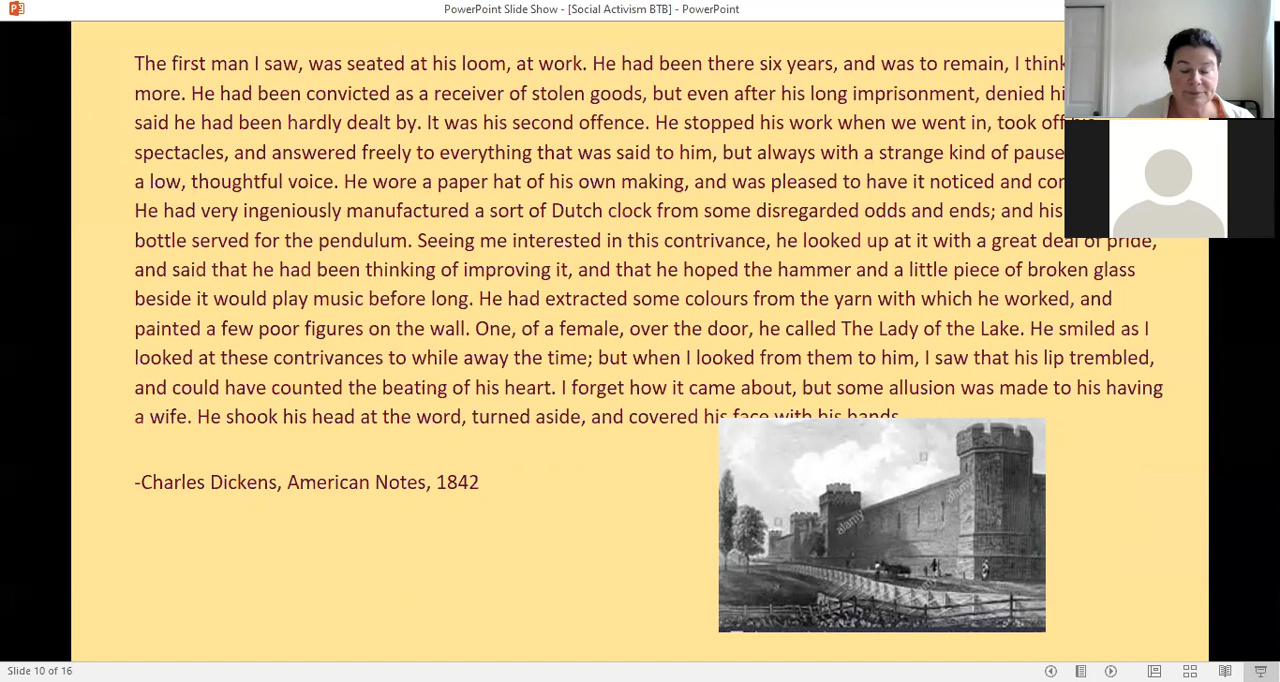 PowerPoint Slide Show - [Social Activism BTB] - PowerPoint
The first man I saw, was seated at his loom, at work. He had been there six years, and was to remain, I think
more. He had been convicted as a receiver of stolen goods, but even after his long imprisonment, denied
said he had been hardly dealt by. It was his second offence. He stopped his work when we went in, took
spectacles, and answered freely to everything that was said to him, but always with a strange kind of pause
a low, thoughtful voice. He wore a paper hat of his own making, and was pleased to have it noticed and
He had very ingeniously manufactured a sort of Dutch clock from some disregarded odds and ends; and his
bottle served for the pendulum. Seeing me interested in this contrivance, he looked up at it with a great deal of pride,
and said that he had been thinking of improving it, and that he hoped the hammer and a little piece of broken glass
beside it would play music before long. He had extracted some colours from the yarn with which he worked, and
painted a few poor figures on the wall. One, of a female, over the door, he called The Lady of the Lake. He smiled as I
looked at these contrivances to while away the time; but when I looked from them to him, I saw that his lip trembled,
and could have counted the beating of his heart. I forget how it came about, but some allusion was made to his having
a wife. He shook his head at the word, turned aside, and covered his face with his hands.
-Charles Dickens, American Notes, 1842
alamy
alamy
alamy
Slide 10 of 16